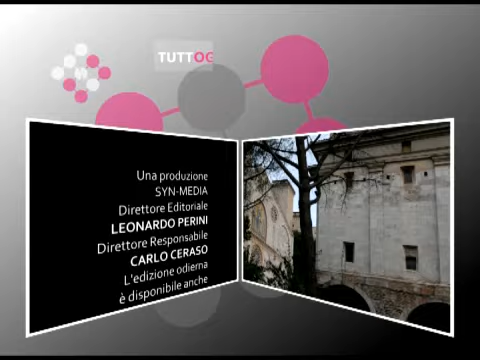 TUTTOG
Una produzione
SYN-MEDIA
Direttore Editoriale
LEONARDO PERINI
Direttore Responsabile
CARLO CERASO
L'edizione odierna
è disponibile anche